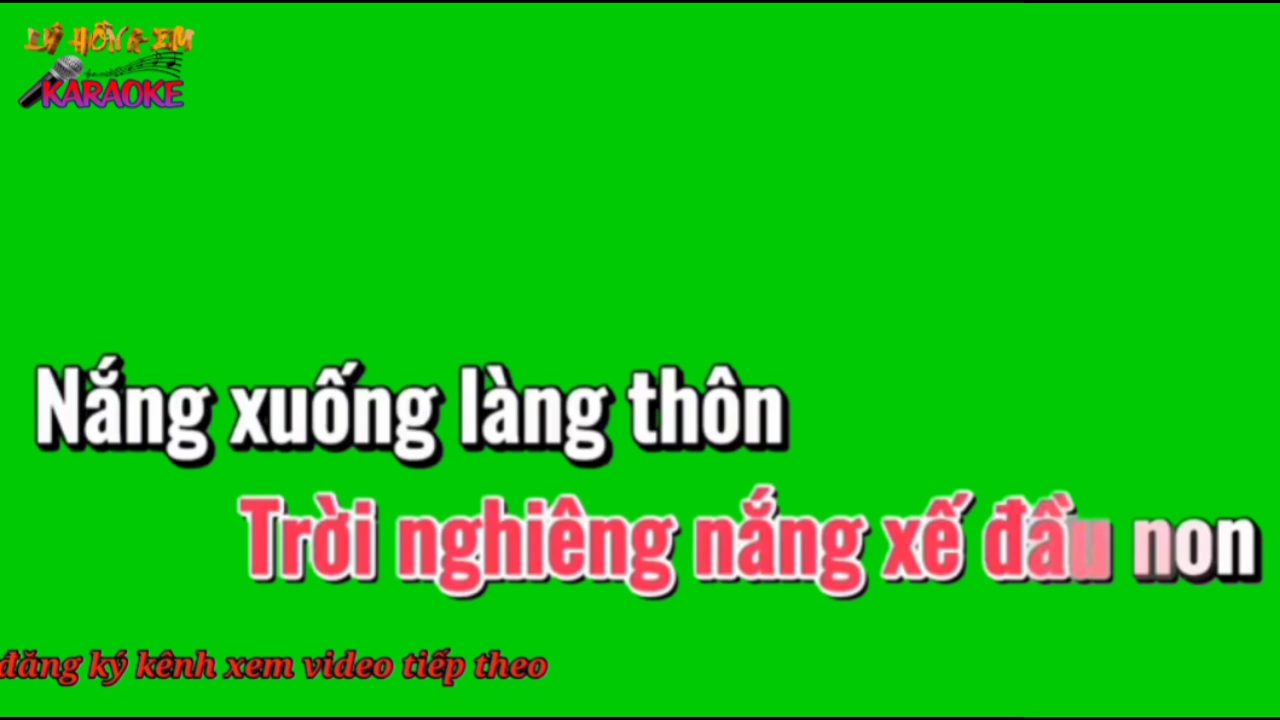 LÝ HỒNG EM
KARAOKE
Nắng xuống làng thôn
Trời nghiêng nắng xế đầu non
đăng ký kênh xem video tiếp theo